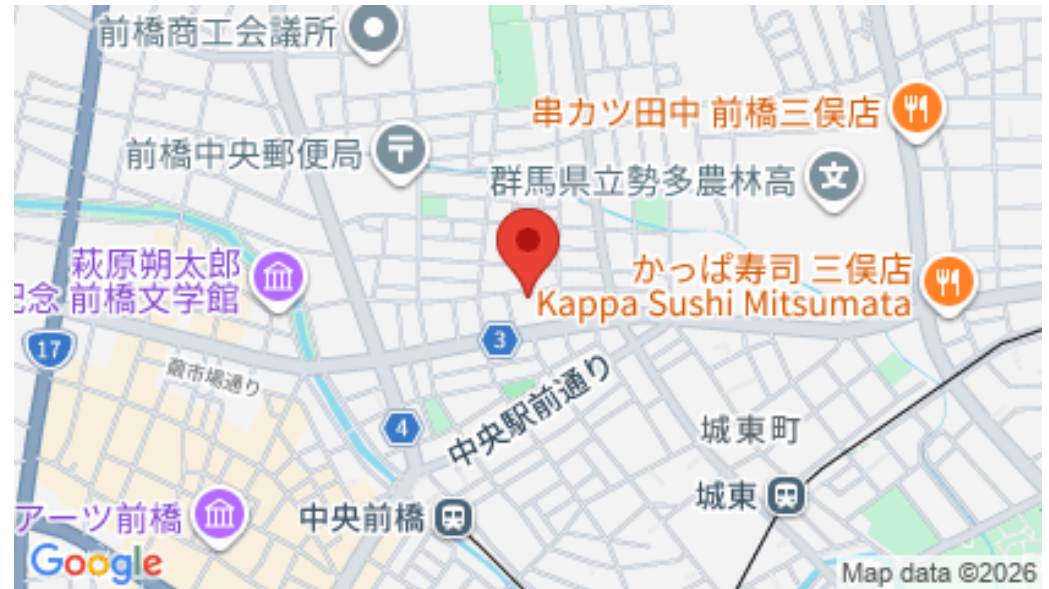 前橋商工会議所
串カツ田中 前橋三俣店
前橋中央郵便局
群馬県立勢多農林高
萩原朔太郎
記念 前橋文学館
かっぱ寿司 三俣店
Kappa Sushi Mitsumata
3
17
繭市場通り
中央駅前通り
4
城東町
城東
アーツ前橋
中央前橋
Google
Map data ©2026